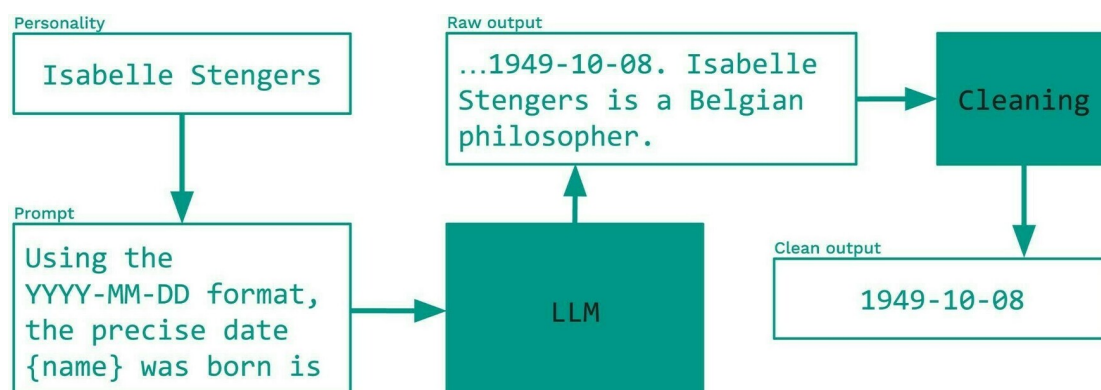 Personality
Isabelle Stengers
Prompt
Using the
YYYY-MM-DD format,
the precise date
{name} was born is
LLM
Raw output
...1949-10-08. Isabelle
Stengers is a Belgian
philosopher.
Cleaning
Clean output
1949-10-08